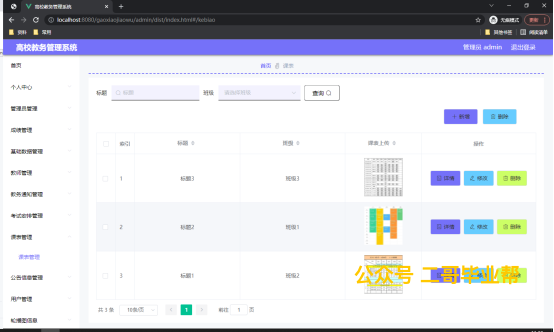 高校教务管理系统
localhost:8080/gaoxiaojiaowu/admin/dist/index.html#/kebiao
无痕模式
更新
资料
常用
其他书签
阅读清单
高校教务管理系统
管理员 admin
退出登录
首页
个人中心
管理员管理
成绩管理
基础数据管理
教师管理
教务通知管理
考试安排管理
课表管理
课表管理
公告信息管理
用户管理
轮播图信息
首页
课表
标题
标题
班级
请选择班级
查询
+ 新增
删除
索引
标题
班级
课表上传
操作
1
标题3
班级3
详情
修改
删除
2
标题2
班级1
详情
修改
删除
3
标题1
班级2
公众号 二哥毕业帮
共 3 条
10条/页
1
前往
1
页